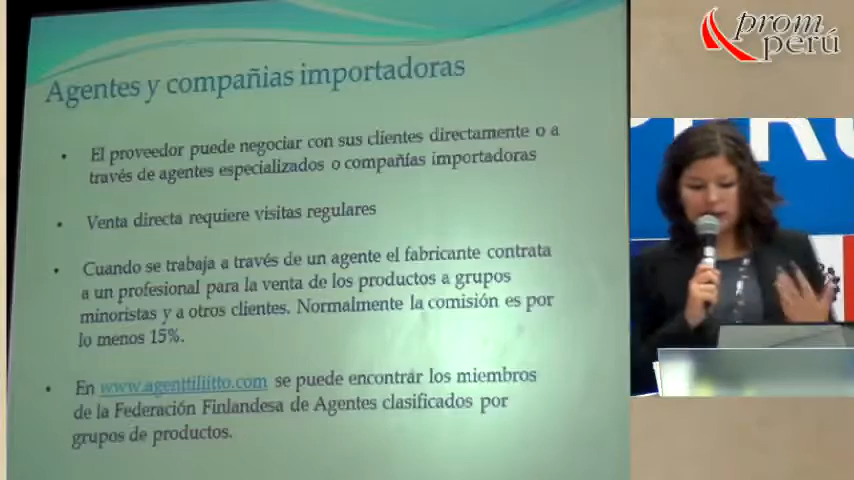 prom
perú
Agentes y compañias importadoras
• El proveedor puede negociar con sus clientes directamente o a
través de agentes especializados o compañías importadoras
• Venta directa requiere visitas regulares
• Cuando se trabaja a través de un agente el fabricante contrata
a un profesional para la venta de los productos a grupos
minoristas y a otros clientes. Normalmente la comisión es por
lo menos 15%.
• En www.agenttiliitto.com se puede encontrar los miembros
de la Federación Finlandesa de Agentes clasificados por
grupos de productos.
PERU